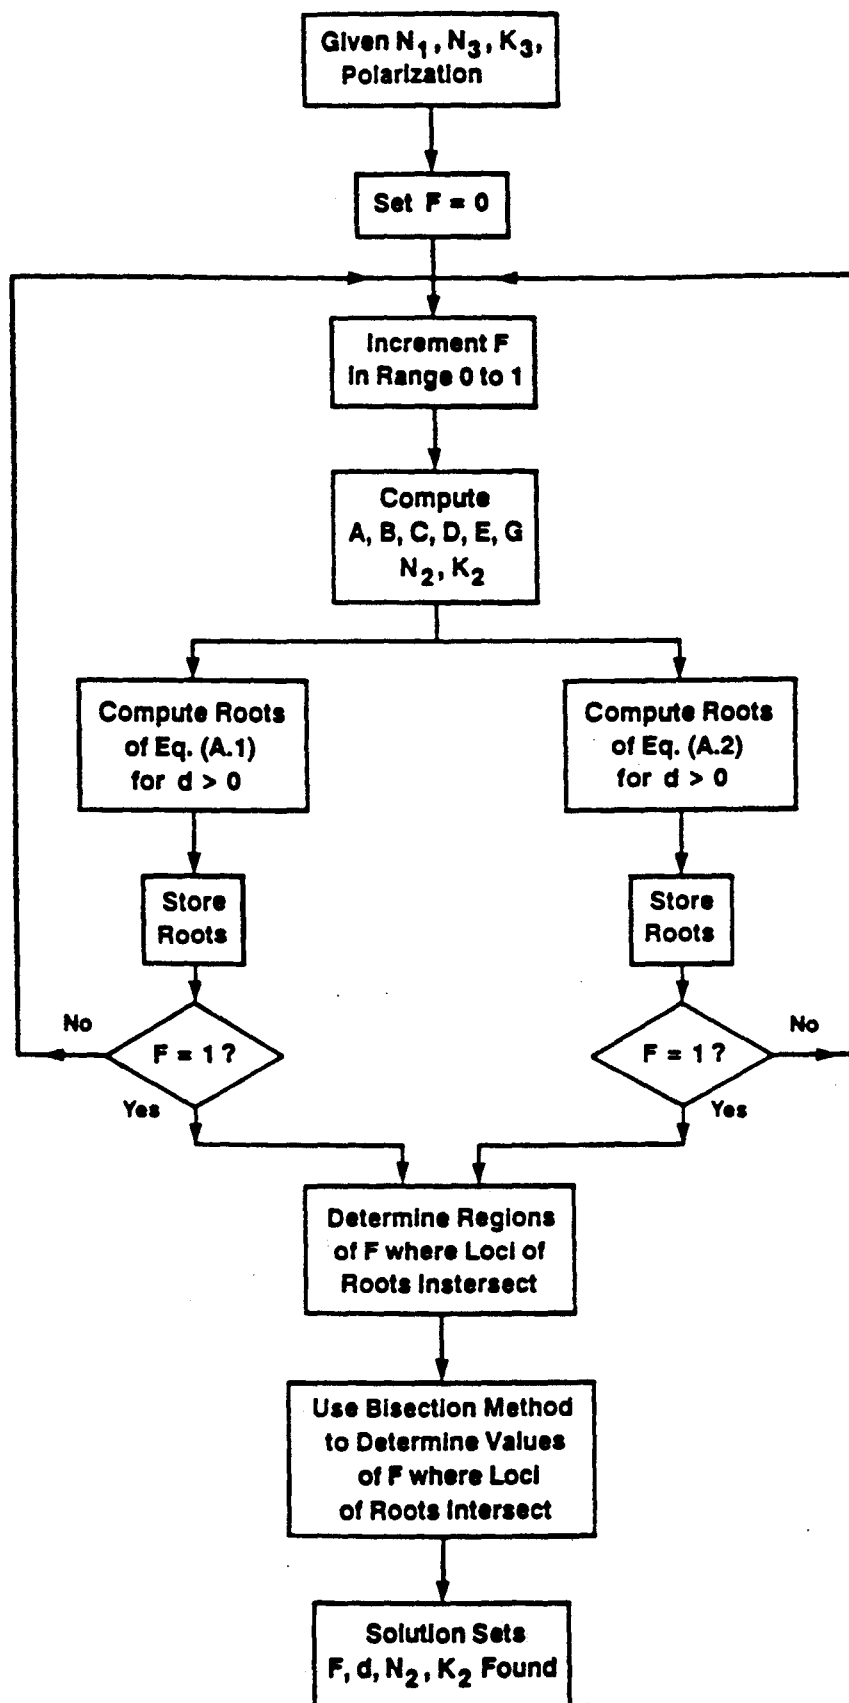 Given N1, N3, K3,
Polarization
Set F = 0
Increment F
in Range 0 to 1
Compute
A, B, C, D, E, G
N2, K2
Compute Roots
of Eq. (A.1)
for d > 0
Compute Roots
of Eq. (A.2)
for d > 0
Store
Roots
Store
Roots
No
F = 1 ?
Yes
F = 1 ?
No
Yes
Determine Regions
of F where Loci of
Roots Instersect
Use Bisection Method
to Determine Values
of F where Loci
of Roots Intersect
Solution Sets
F, d, N2, K2 Found